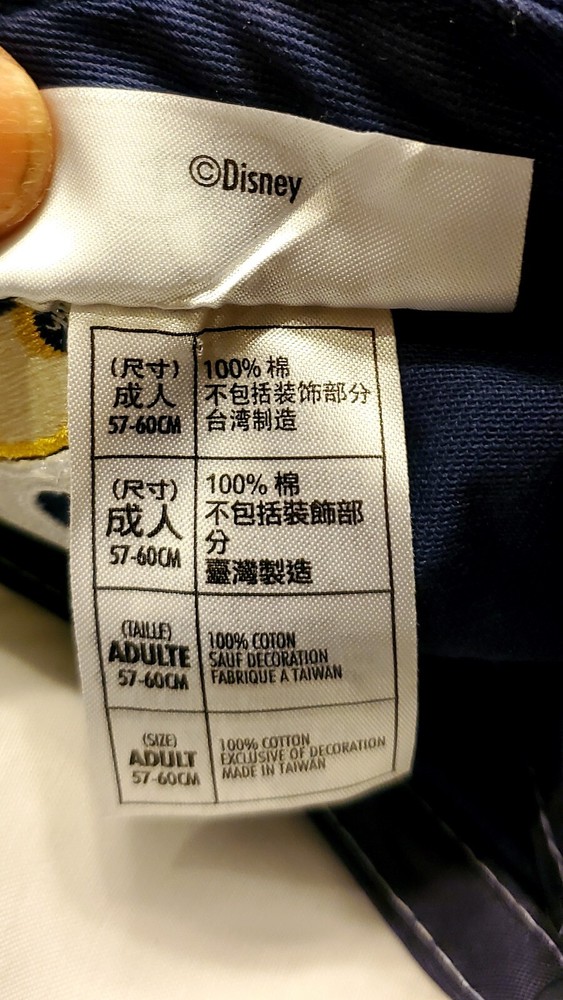 ©Disney
(尺寸)
成人
57-60CM
100% 棉
不包括装饰部分
台湾制造
(尺寸)
成人
57-60CM
100% 棉
不包括裝飾部
分
臺灣製造
(TAILLE)
ADULTE
57-60CM
100% COTON
SAUF DECORATION
FABRIQUE A TAIWAN
(SIZE)
ADULT
57-60CM
100% COTTON
EXCLUSIVE OF DECORATION
MADE IN TAIWAN